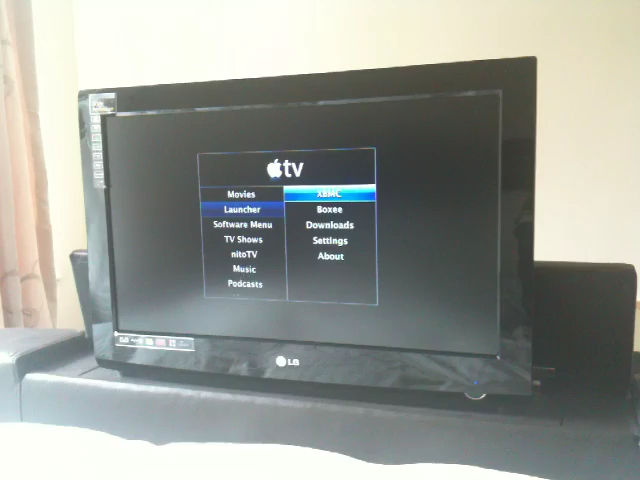 tv
Movies
Launcher
Software Menu
TV Shows
nitoTV
Music
Podcasts
XBMC
Boxee
Downloads
Settings
About
LG